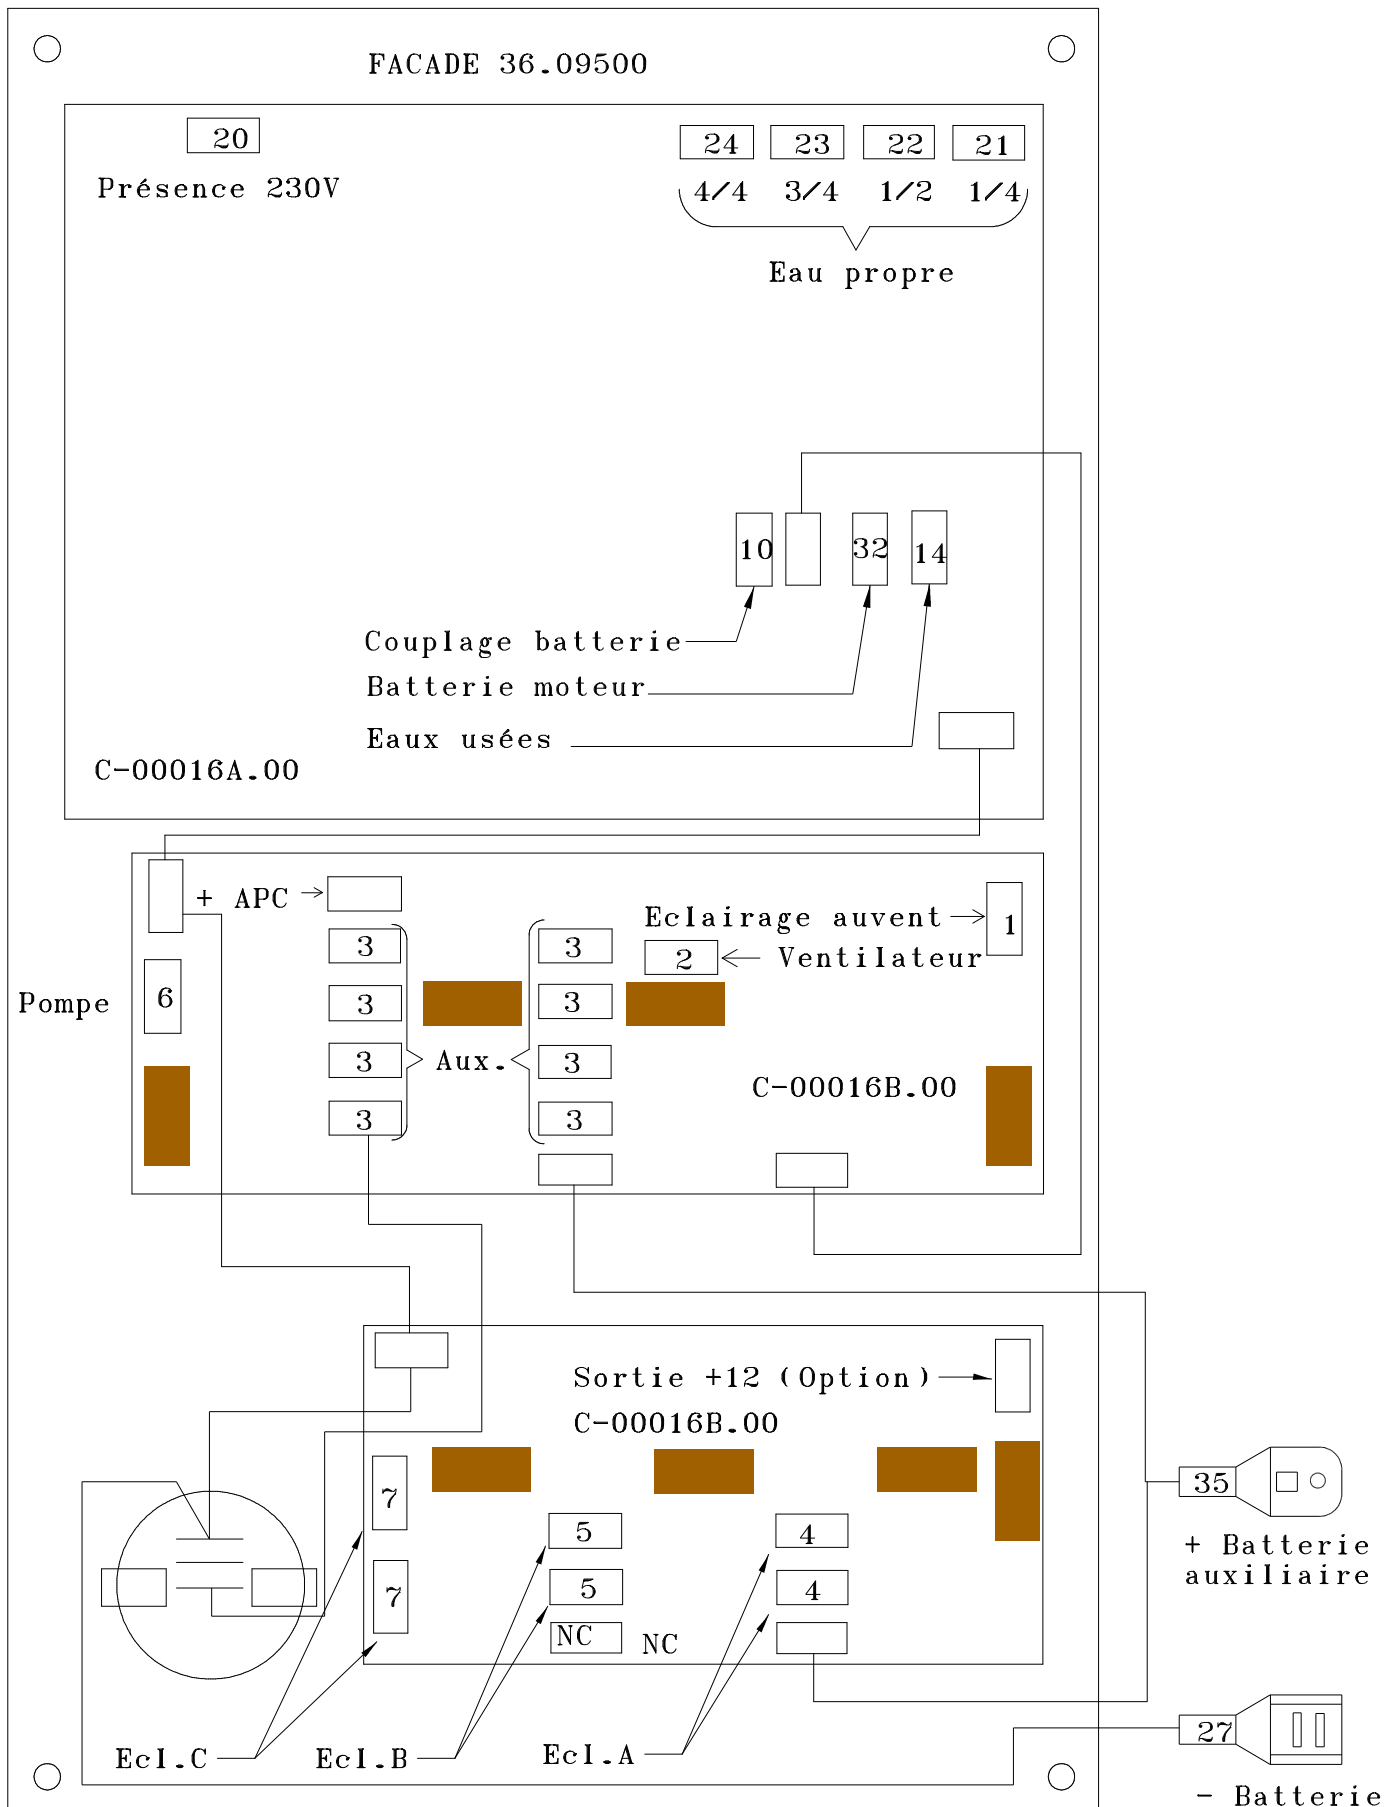 FACADE 36.09500
20
24 23 22 21
Présence 230V
4/4 3/4 1/2 1/4
Eau propre
10 32 14
Couplage batterie
Batterie moteur
Eaux usées
C-00016A.00
+ APC
Eclairage auvent
1
3 3
2 Ventilateur
Pompe 6
3 3
3 Aux. 3
C-00016B.00
3 3
Sortie +12 (Option)
C-00016B.00
7
35
5 4
+ Batterie
auxiliaire
7
5 4
NC NC
27
Ecl.C Ecl.B Ecl.A
- Batterie